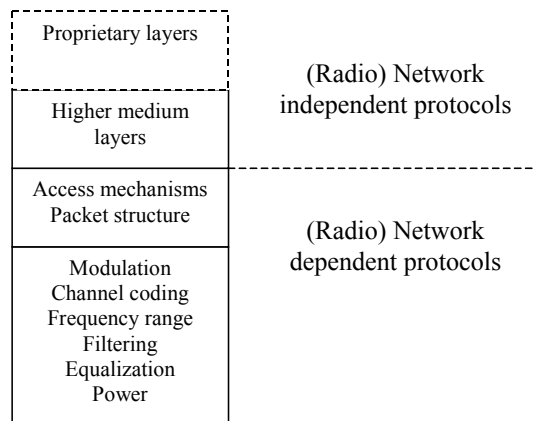 Proprietary layers
(Radio) Network
independent protocols
Higher medium
layers
Access mechanisms
Packet structure
(Radio) Network
dependent protocols
Modulation
Channel coding
Frequency range
Filtering
Equalization
Power